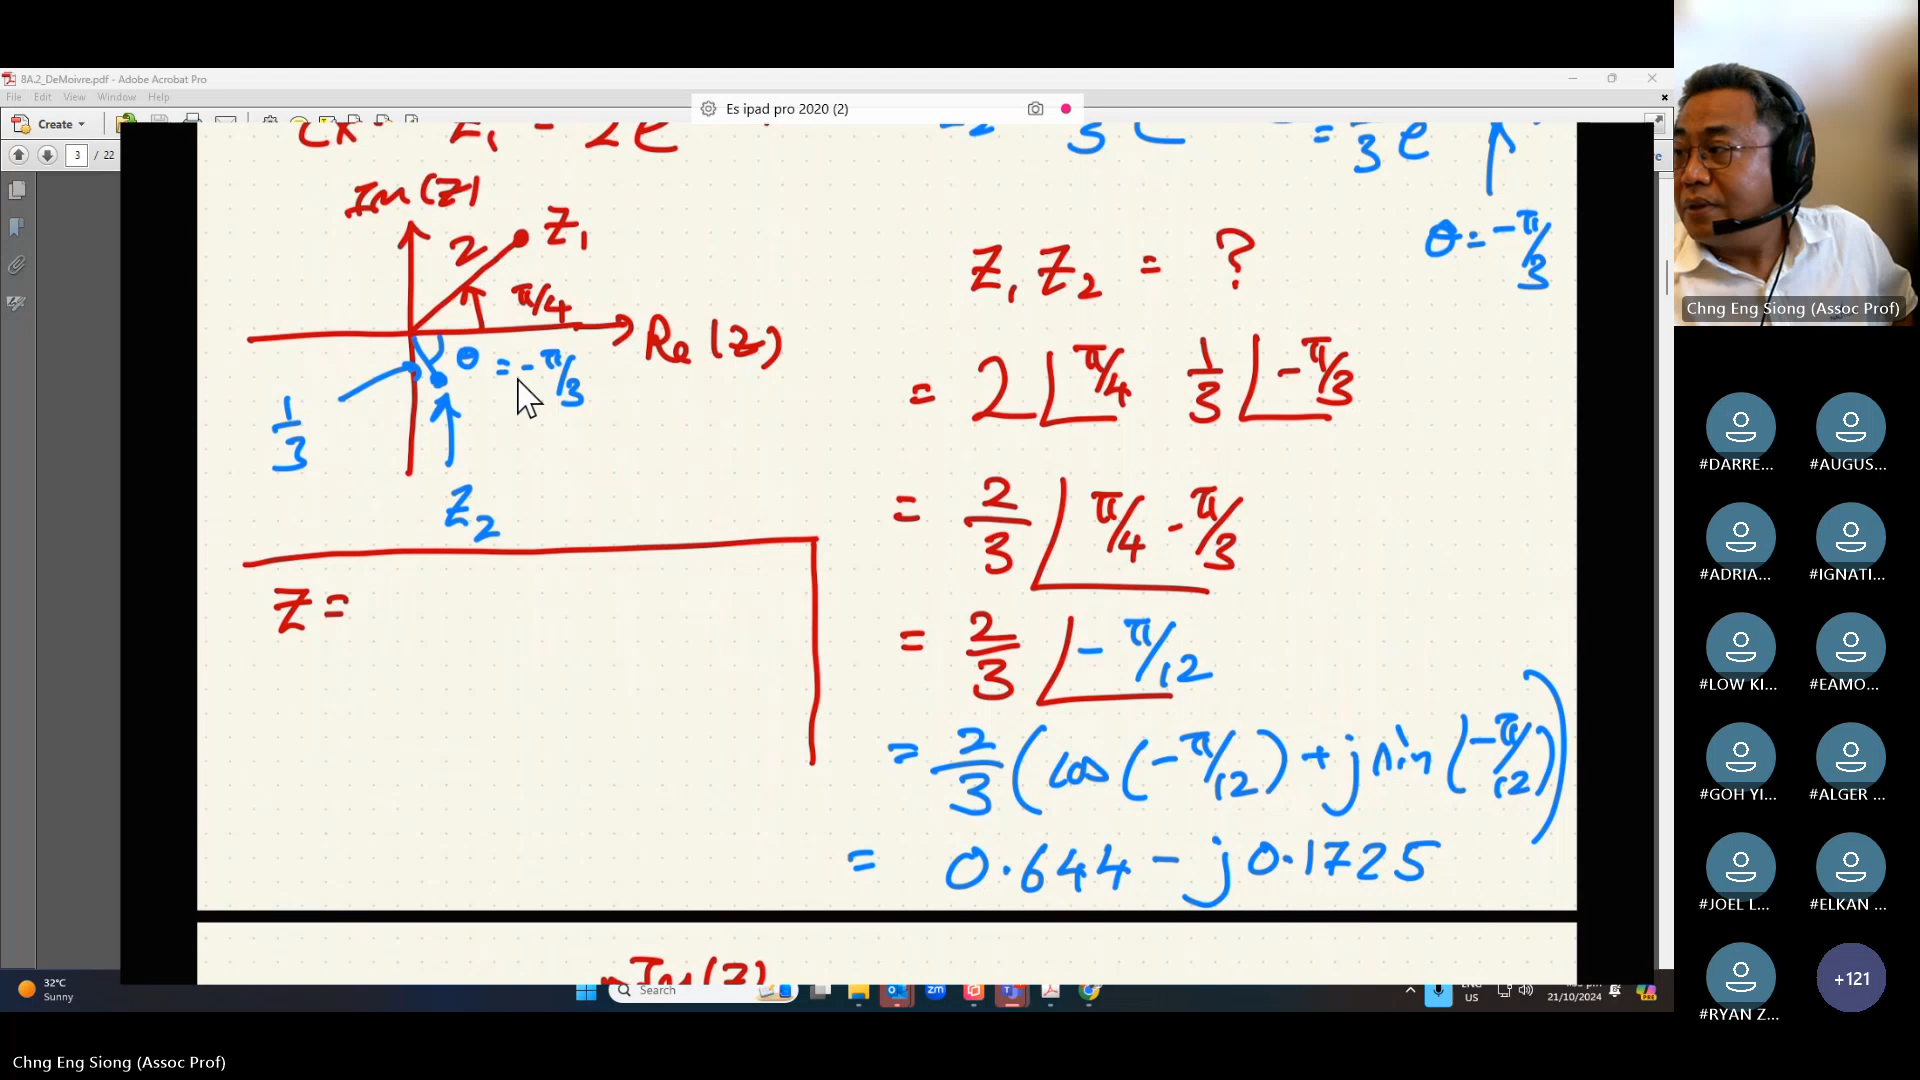 8A.2_DeMoivre.pdf - Adobe Acrobat Pro
File Edit View Window Help
Es ipad pro 2020 (2)
Create
3 / 22
Im(z)
z₁
2
π/4
Re(z)
θ = -π/3
1/3
z₂
z =
θ = -π/3
z₁ z₂ = ?
= 2∠π/4 1/3∠-π/3
= 2/3 ∠π/4 - π/3
= 2/3 ∠-π/12
= 2/3 (cos(-π/12) + j sin(-π/12))
= 0.644 - j0.1725
Im(z)
Chng Eng Siong (Assoc Prof)
#DARRE... #AUGUS...
#ADRIA... #IGNATI...
#LOW KI... #EAMO...
#GOH YI... #ALGER ...
#JOEL L... #ELKAN ...
#RYAN Z... +121
32°C
Sunny
Search
zm
US
21/10/2024
Chng Eng Siong (Assoc Prof)